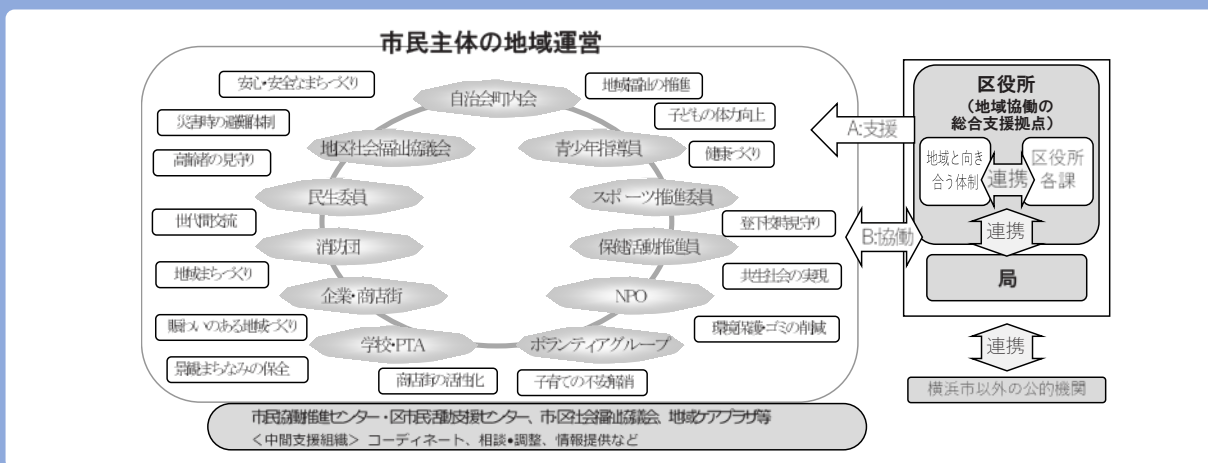 市民主体の地域運営
安心・安全なまちづくり
災害時の避難体制
高齢者の見守り
世代間交流
地域まちづくり
賑わいのある地域づくり
景観まちなみの保全
商店街の活性化
子育ての不安解消
地域福祉の推進
子どもの体力向上
健康づくり
登下校時見守り
共生社会の実現
環境保護・ゴミの削減
自治会町内会
地区社会福祉協議会
民生委員
消防団
企業・商店街
学校・PTA
青少年指導員
スポーツ推進委員
保健活動推進員
NPO
ボランティアグループ
A:支援
B:協働
区役所
（地域協働の
総合支援拠点）
地域と向き
合う体制
連携
区役所
各課
連携
局
連携
横浜市以外の公的機関
市民協働推進センター・区市民活動支援センター、市・区社会福祉協議会、地域ケアプラザ等
＜中間支援組織＞ コーディネート、相談•調整、情報提供など